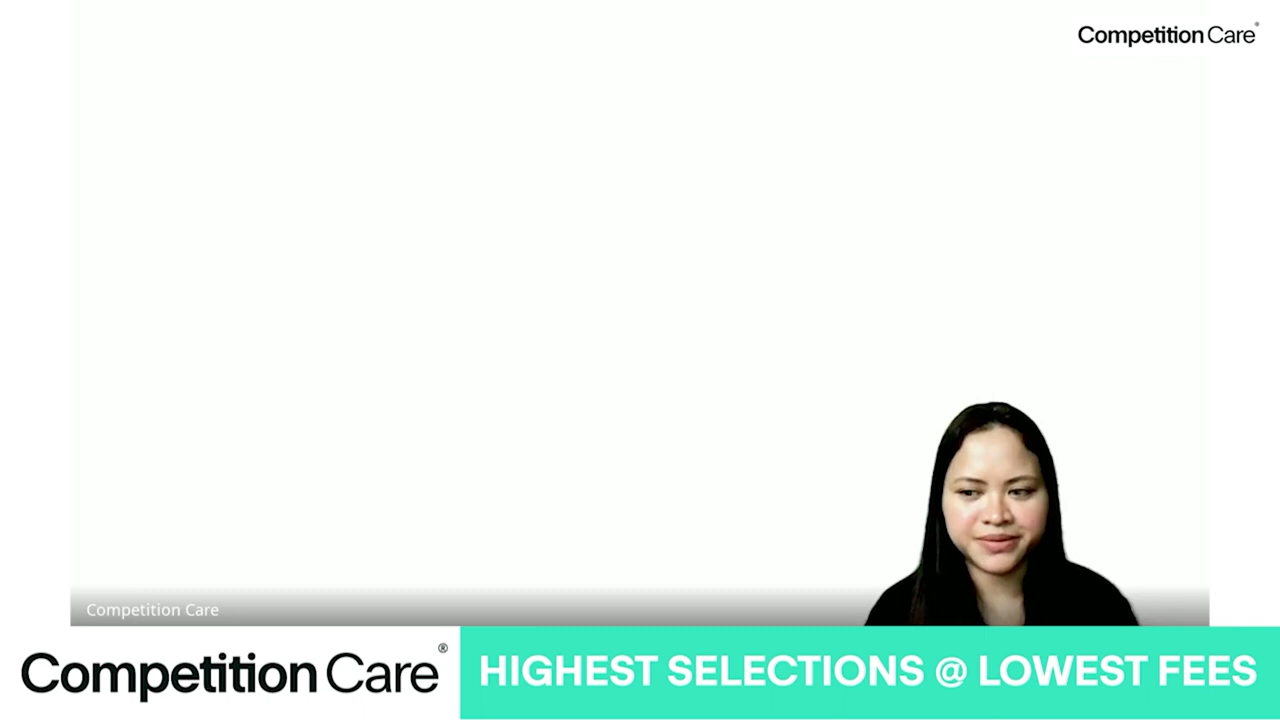 Competition Care®
Competition Care
Competition Care®
HIGHEST SELECTIONS @ LOWEST FEES